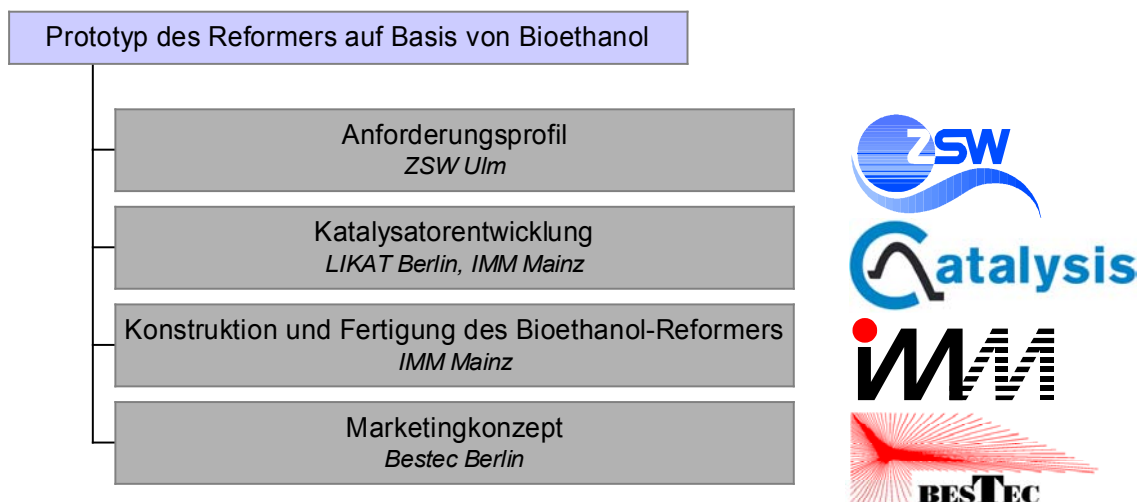 Prototyp des Reformers auf Basis von Bioethanol
Anforderungsprofil
ZSW Ulm
Katalysatorentwicklung
LIKAT Berlin, IMM Mainz
Konstruktion und Fertigung des Bioethanol-Reformers
IMM Mainz
Marketingkonzept
Bestec Berlin
ZSW
Catalysis
iMM
BESTEC